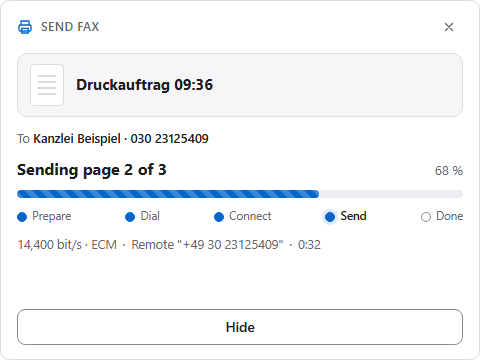 SEND FAX
Druckauftrag 09:36
To Kanzlei Beispiel · 030 23125409
Sending page 2 of 3 68 %
Prepare Dial Connect Send Done
14,400 bit/s · ECM · Remote "+49 30 23125409" · 0:32
Hide